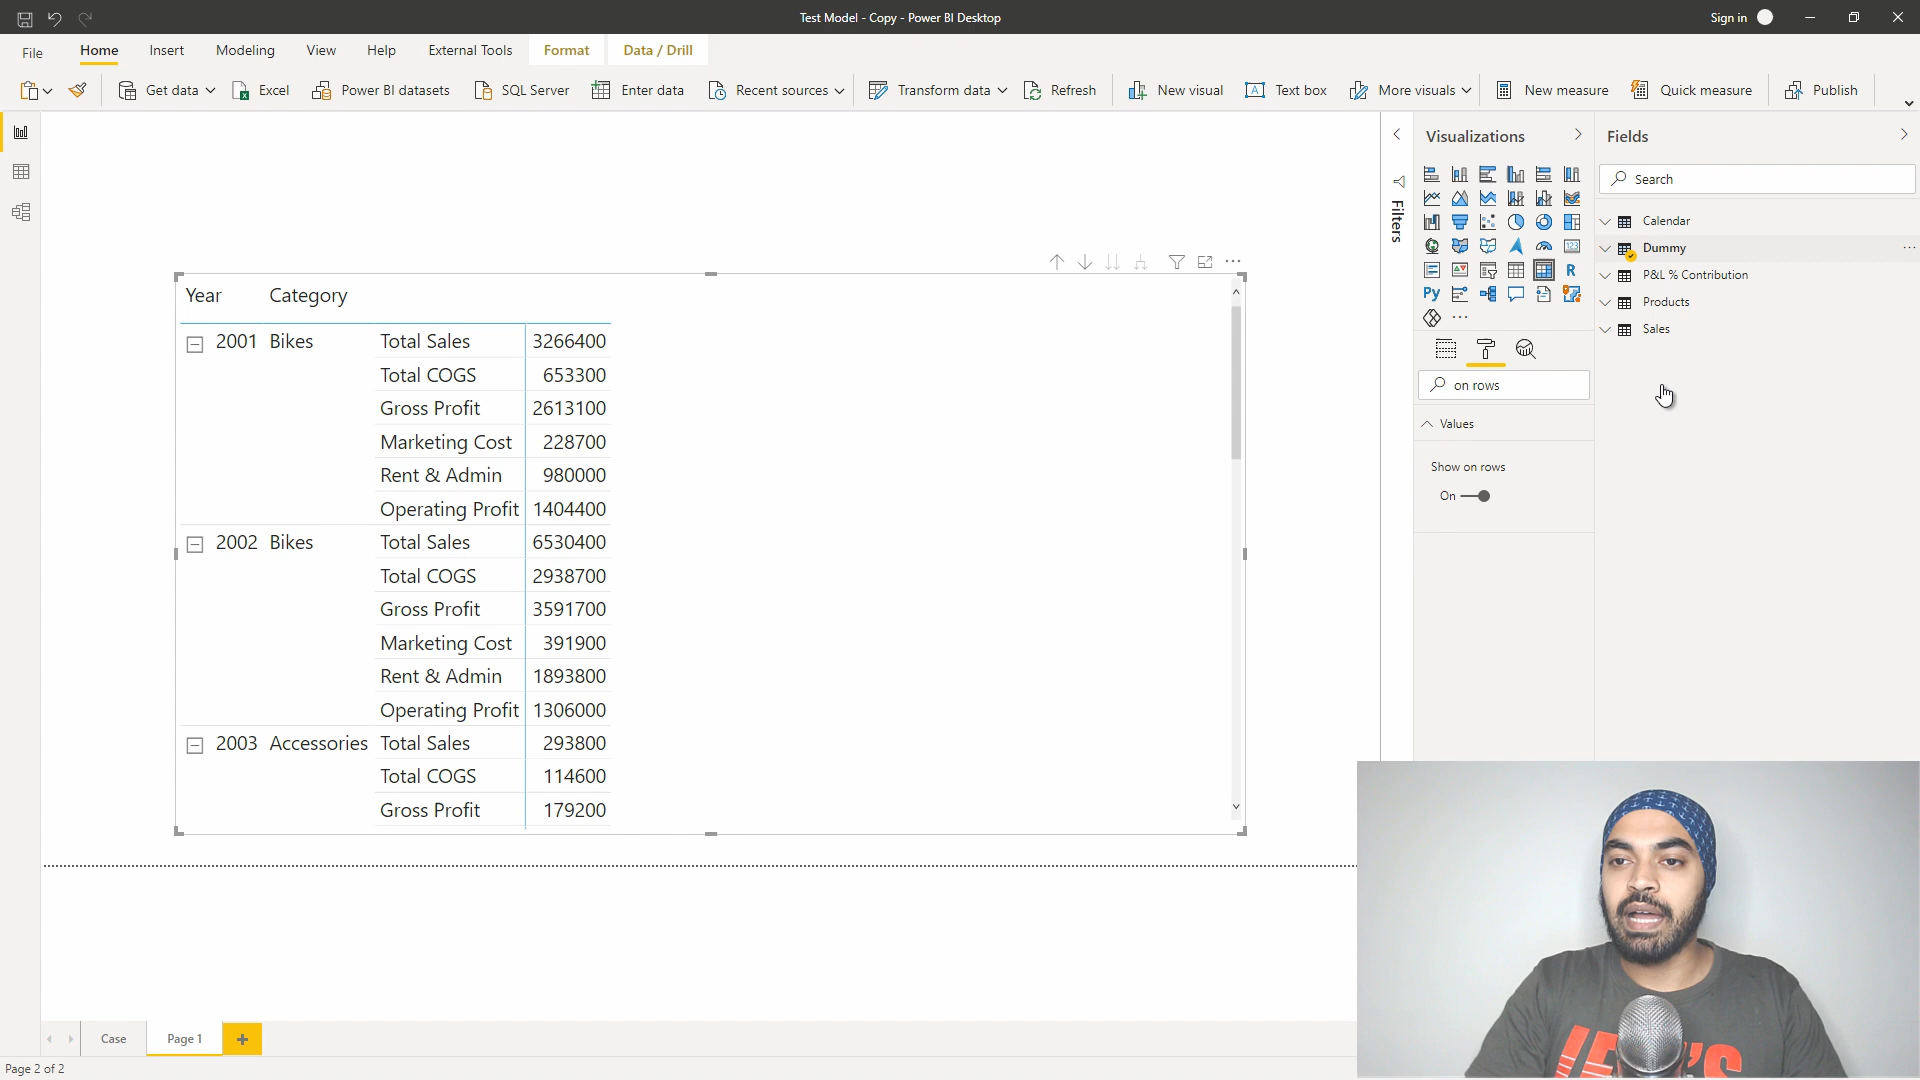 Test Model - Copy - Power BI Desktop
Sign in
File Home Insert Modeling View Help External Tools Format Data / Drill
Get data Excel Power BI datasets SQL Server Enter data Recent sources Transform data Refresh New visual Text box More visuals New measure Quick measure Publish
Visualizations
Fields
Search
Filters
Calendar
Dummy
P&L % Contribution
Products
Sales
R
Py
on rows
Values
Show on rows
On
Year Category
2001 Bikes Total Sales 3266400
Total COGS 653300
Gross Profit 2613100
Marketing Cost 228700
Rent & Admin 980000
Operating Profit 1404400
2002 Bikes Total Sales 6530400
Total COGS 2938700
Gross Profit 3591700
Marketing Cost 391900
Rent & Admin 1893800
Operating Profit 1306000
2003 Accessories Total Sales 293800
Total COGS 114600
Gross Profit 179200
Case Page 1
Page 2 of 2